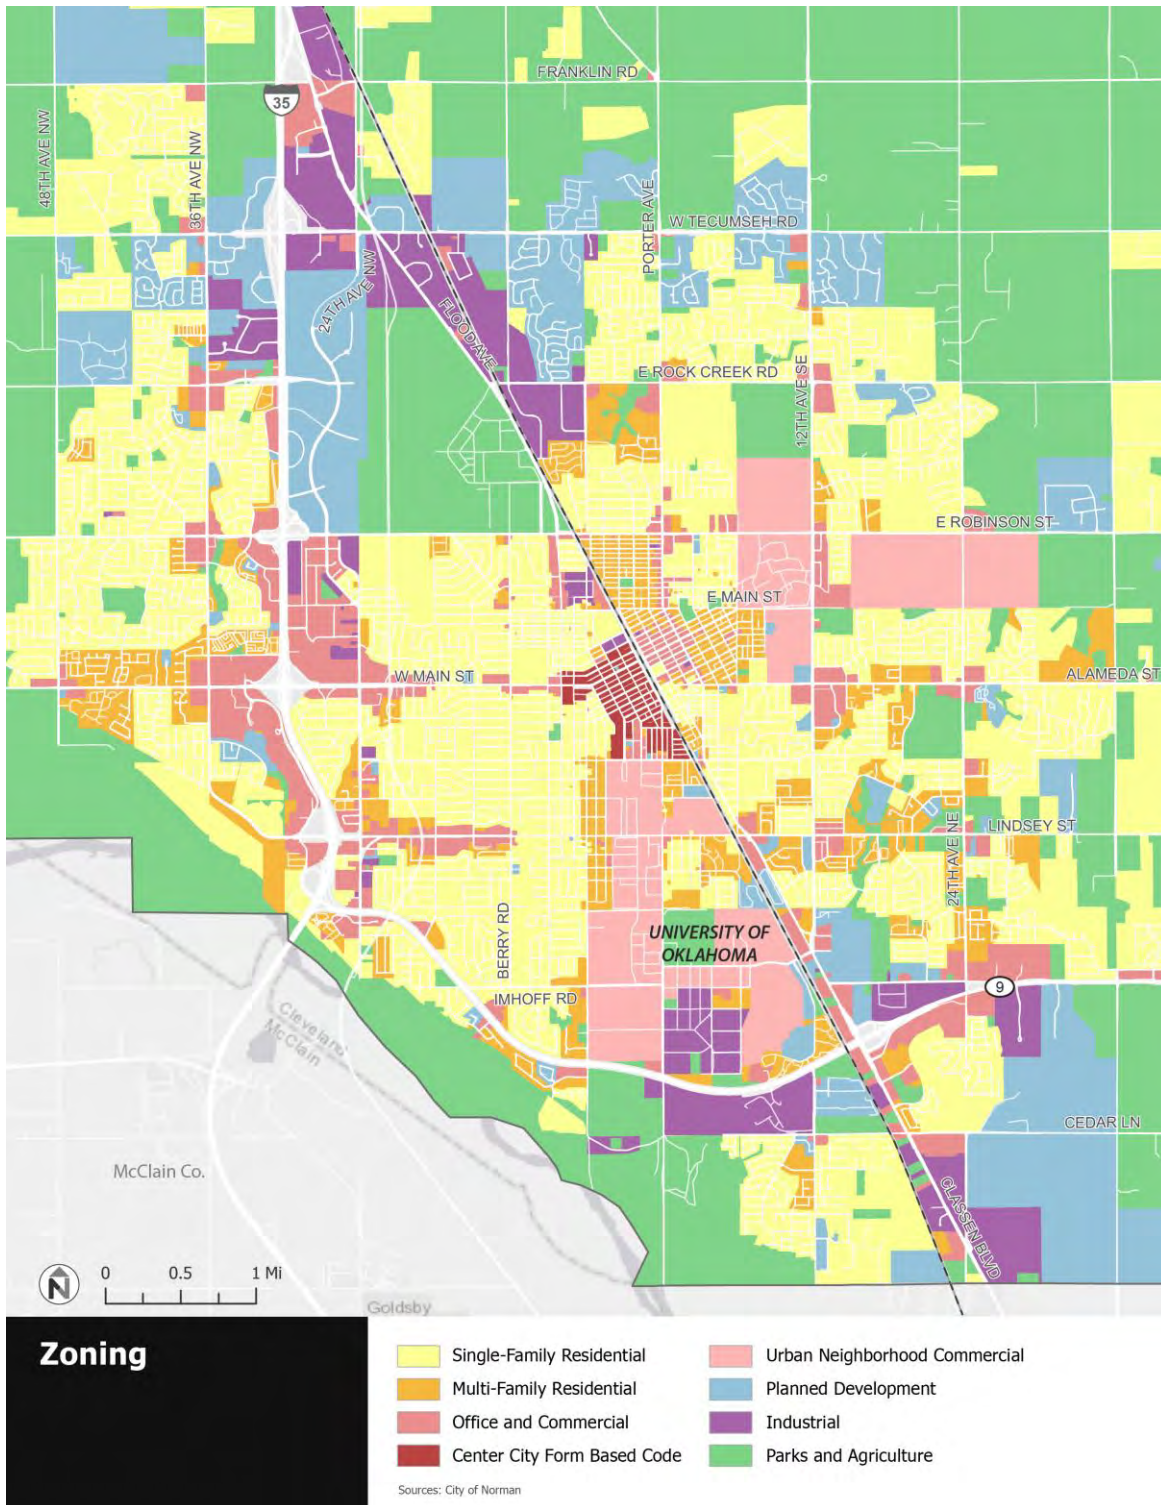 FRANKLIN RD
35
48TH AVE NW
36TH AVE NW
PORTER AVE
W TECUMSEH RD
24TH AVE NW
FLOOD AVE
E ROCK CREEK RD
12TH AVE SE
E ROBINSON ST
E MAIN ST
W MAIN ST
ALAMEDA ST
LINDSEY ST
24TH AVE NE
BERRY RD
UNIVERSITY OF
OKLAHOMA
IMHOFF RD
9
Cleveland
McClain
CEDAR LN
McClain Co.
CLASSEN BLVD
N
0 0.5 1 Mi
Goldsby
Zoning
Single-Family Residential
Multi-Family Residential
Office and Commercial
Center City Form Based Code
Urban Neighborhood Commercial
Planned Development
Industrial
Parks and Agriculture
Sources: City of Norman